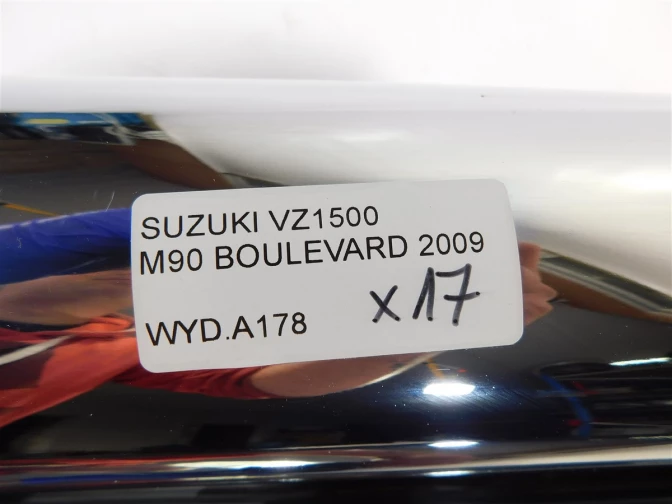 SUZUKI VZ1500
M90 BOULEVARD 2009
WYD.A178 x17